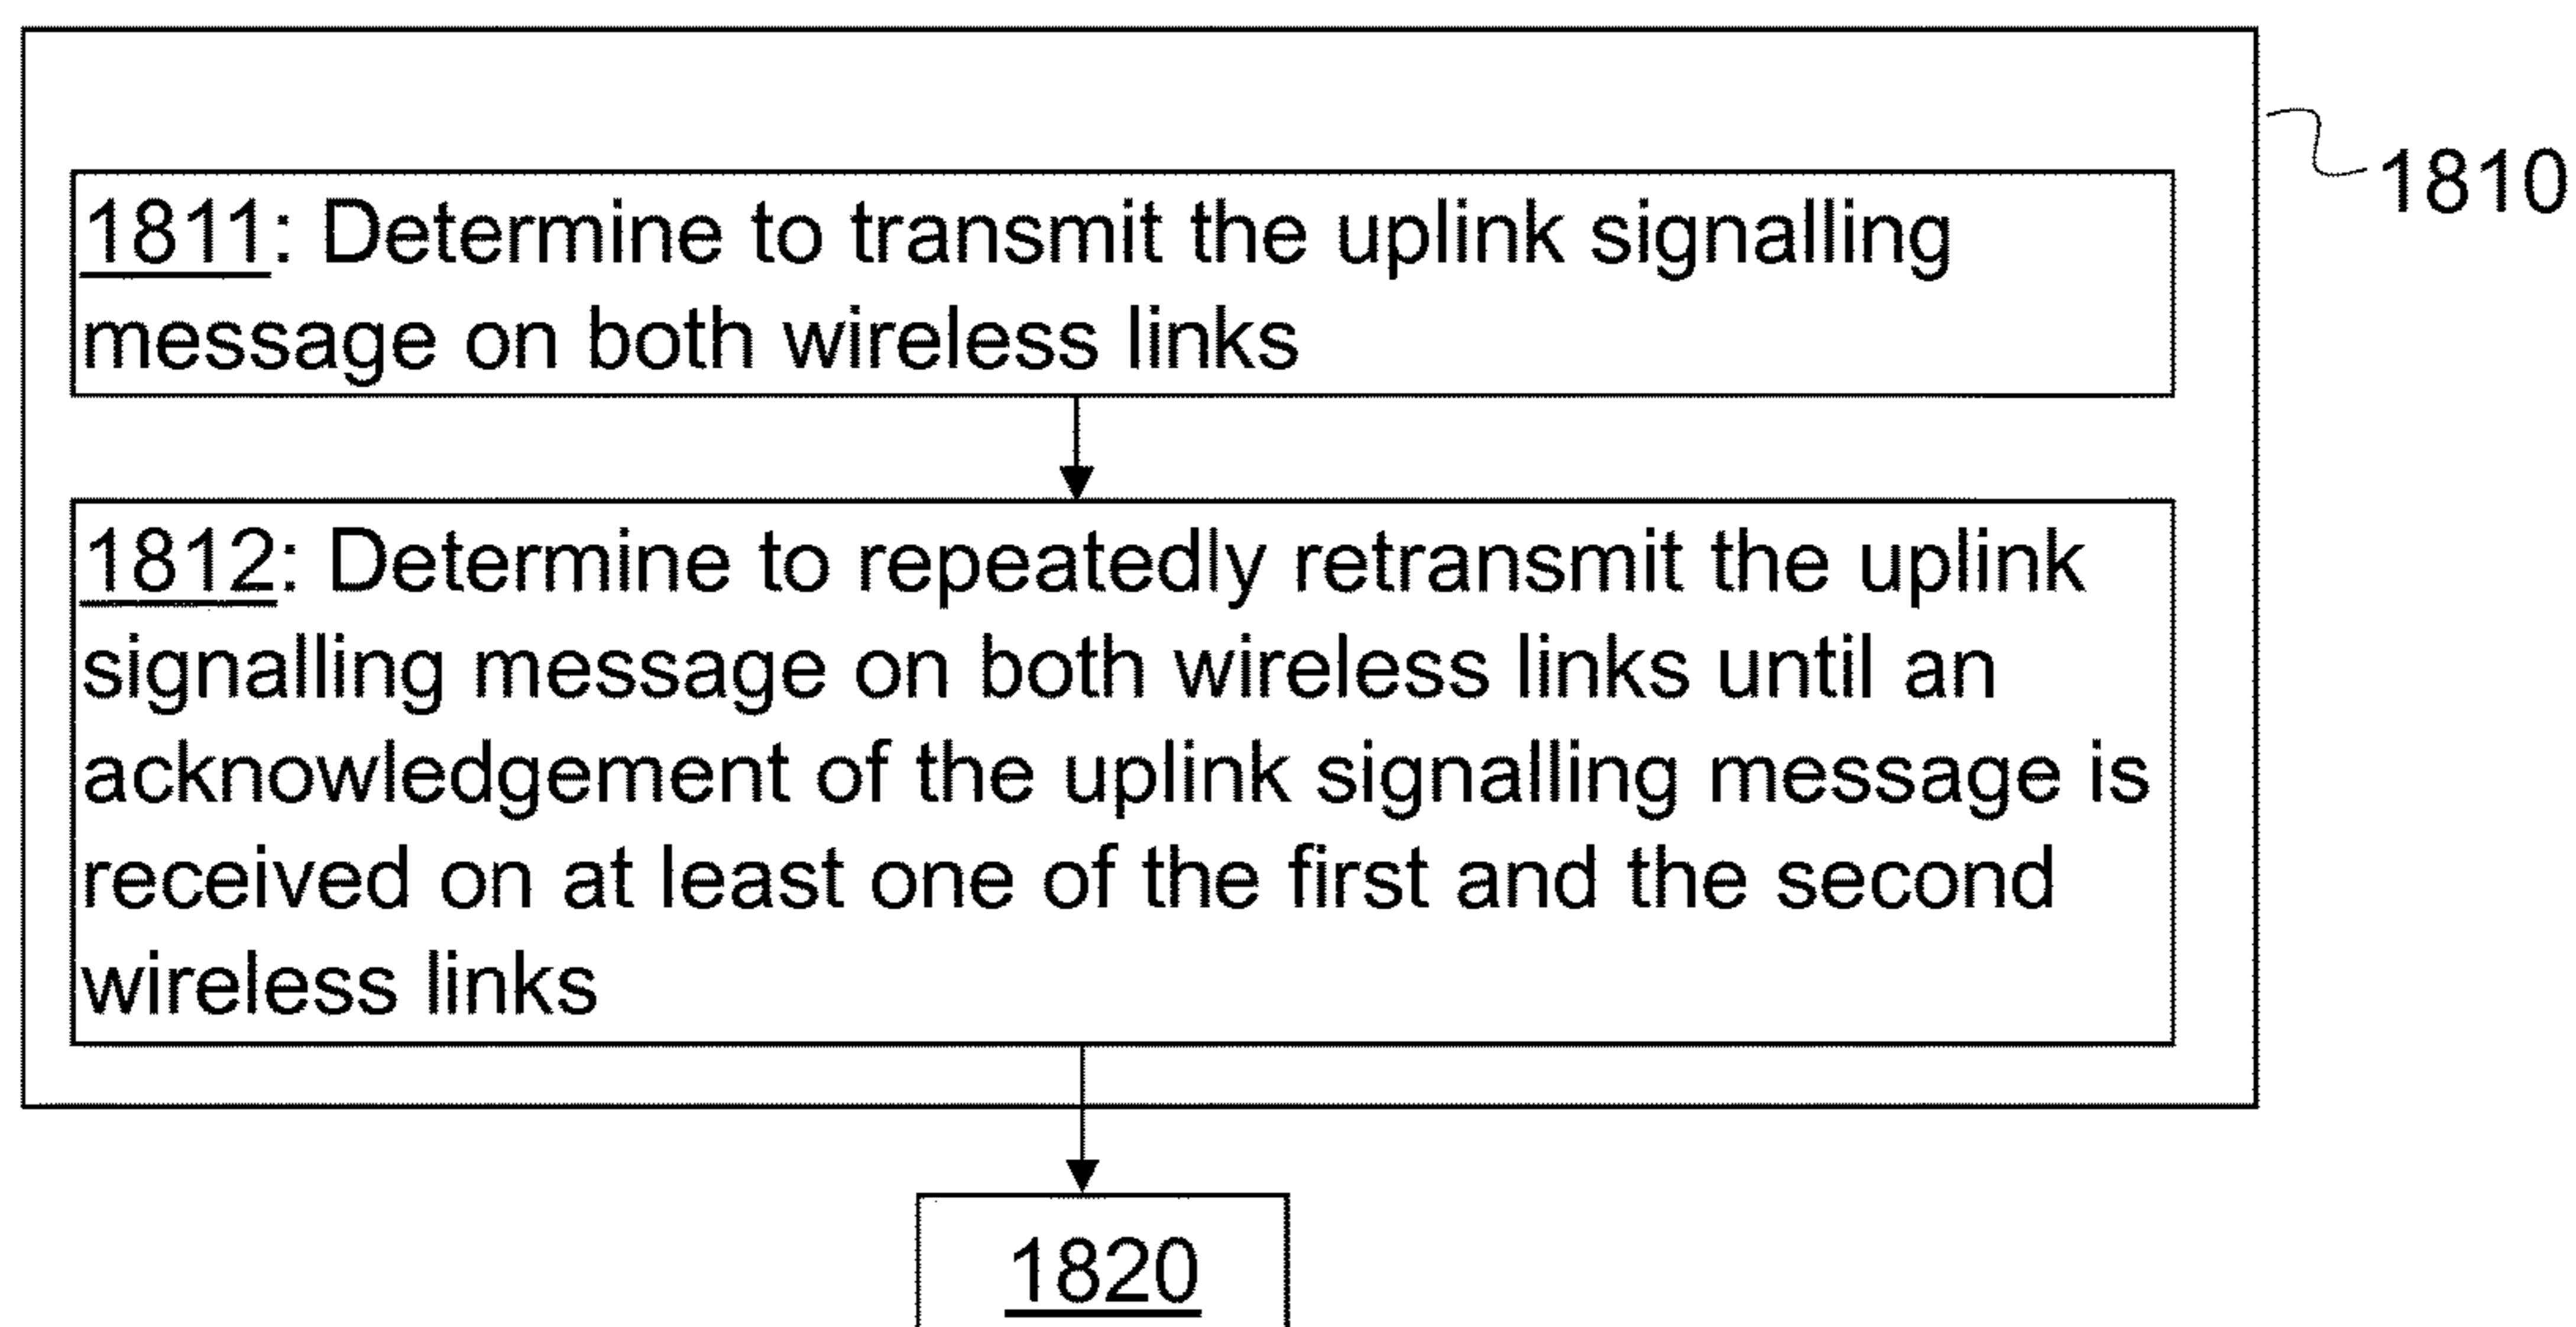 1810
1811: Determine to transmit the uplink signalling
message on both wireless links
1812: Determine to repeatedly retransmit the uplink
signalling message on both wireless links until an
acknowledgement of the uplink signalling message is
received on at least one of the first and the second
wireless links
1820